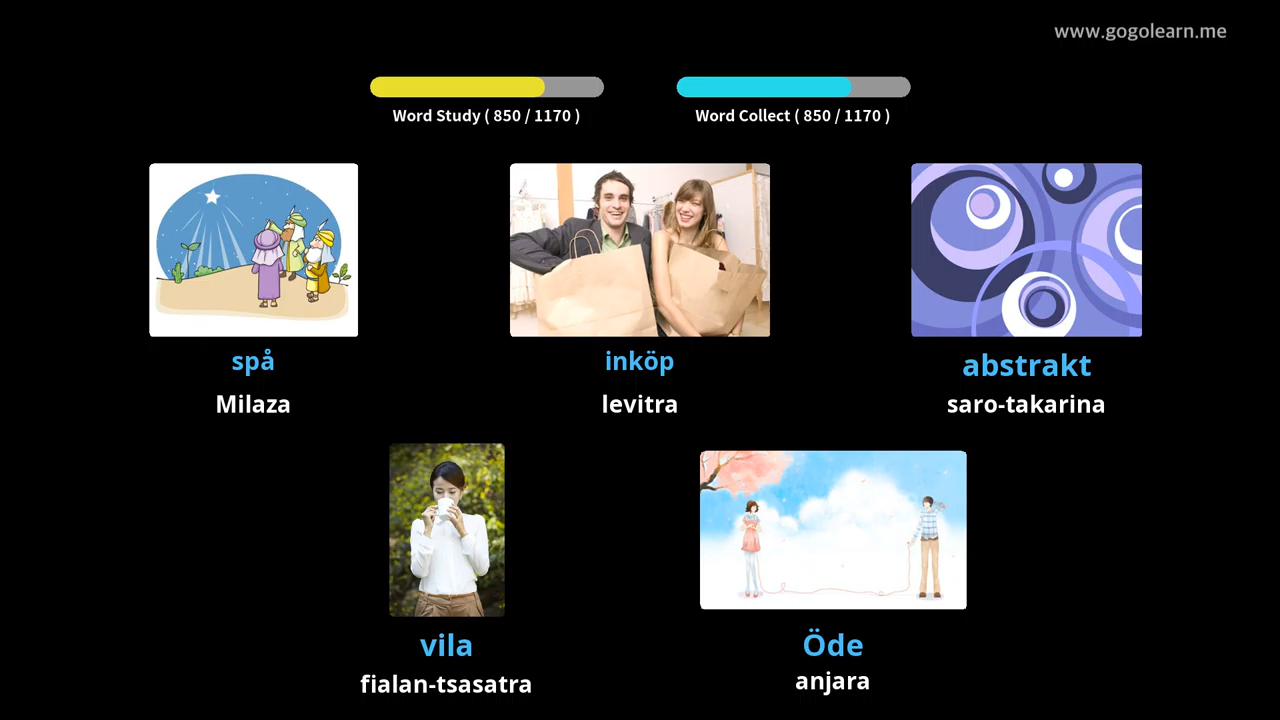 www.gogolearn.me
Word Study ( 850 / 1170 )
Word Collect ( 850 / 1170 )
spå
inköp
abstrakt
Milaza
levitra
saro-takarina
vila
Öde
fialan-tsasatra
anjara